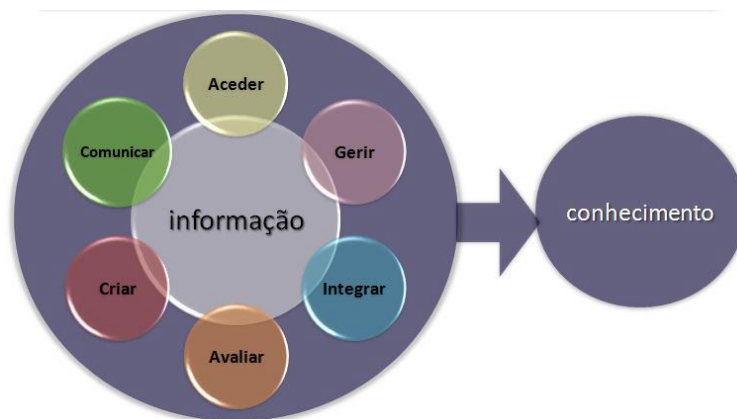 Aceder
Comunicar
Gerir
informação
conhecimento
Criar
Integrar
Avaliar